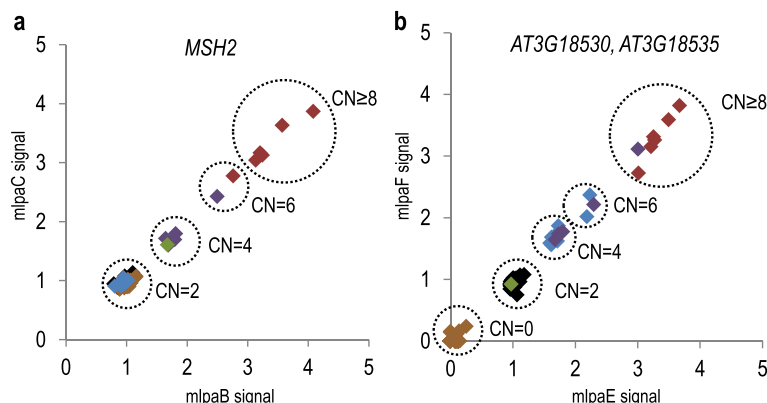 a
MSH2
5
4
3
2
1
0
mlpaC signal
CN≥8
CN=6
CN=4
CN=2
0 1 2 3 4 5
mlpaB signal
b
AT3G18530, AT3G18535
5
4
3
2
1
0
mlpaF signal
CN≥8
CN=6
CN=4
CN=2
CN=0
0 1 2 3 4 5
mlpaE signal